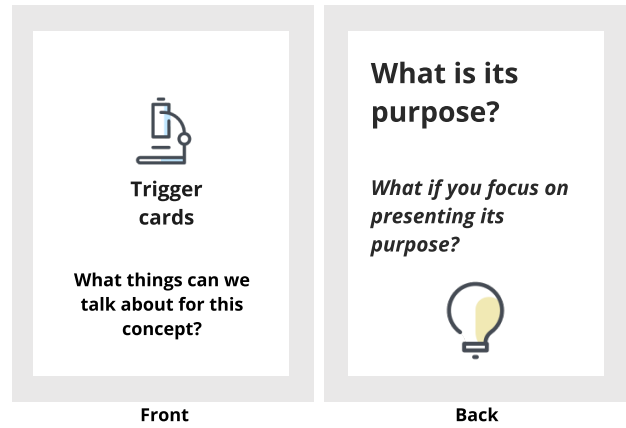 Trigger
cards
What things can we
talk about for this
concept?
Front
What is its
purpose?
What if you focus on
presenting its
purpose?
Back